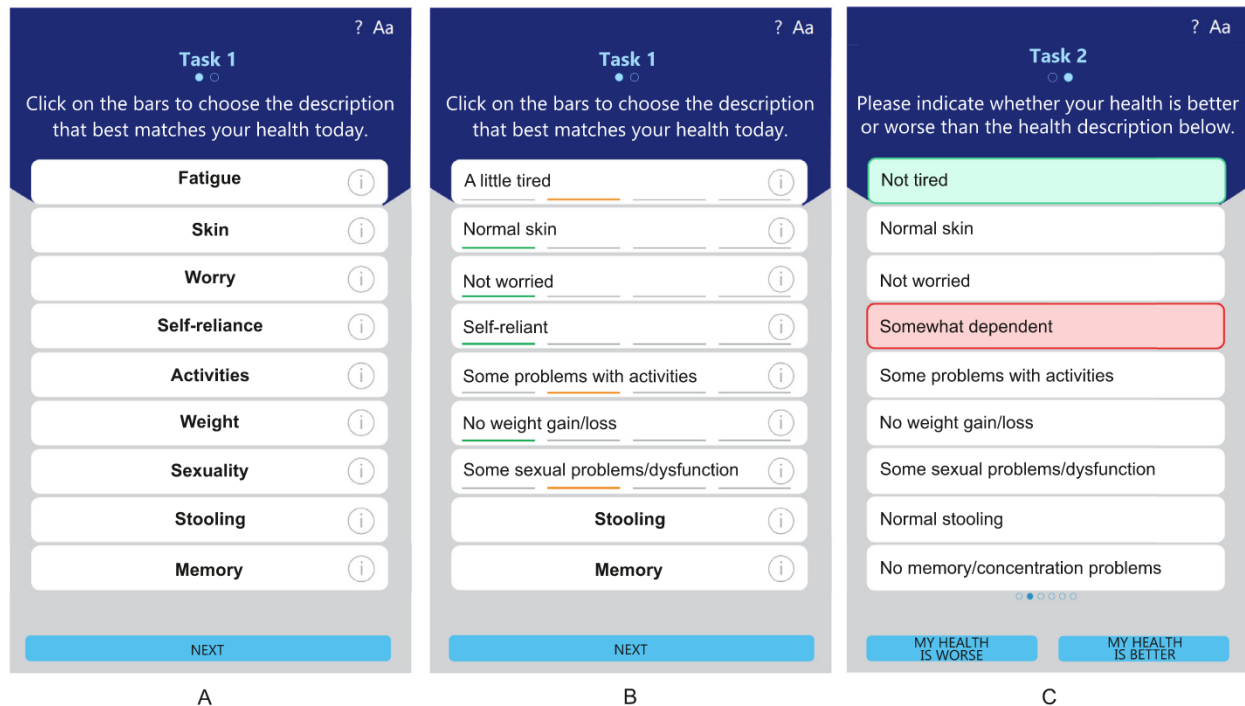 ? Aa
Task 1
Click on the bars to choose the description
that best matches your health today.
Fatigue
Skin
Worry
Self-reliance
Activities
Weight
Sexuality
Stooling
Memory
NEXT
A
? Aa
Task 1
Click on the bars to choose the description
that best matches your health today.
A little tired
Normal skin
Not worried
Self-reliant
Some problems with activities
No weight gain/loss
Some sexual problems/dysfunction
Stooling
Memory
NEXT
B
? Aa
Task 2
Please indicate whether your health is better
or worse than the health description below.
Not tired
Normal skin
Not worried
Somewhat dependent
Some problems with activities
No weight gain/loss
Some sexual problems/dysfunction
Normal stooling
No memory/concentration problems
MY HEALTH
IS WORSE
MY HEALTH
IS BETTER
C